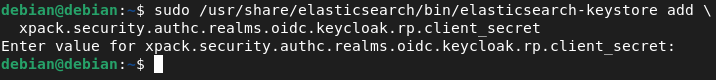 debian@debian:~$ sudo /usr/share/elasticsearch/bin/elasticsearch-keystore add \
  xpack.security.authc.realms.oidc.keycloak.rp.client_secret
Enter value for xpack.security.authc.realms.oidc.keycloak.rp.client_secret:
debian@debian:~$